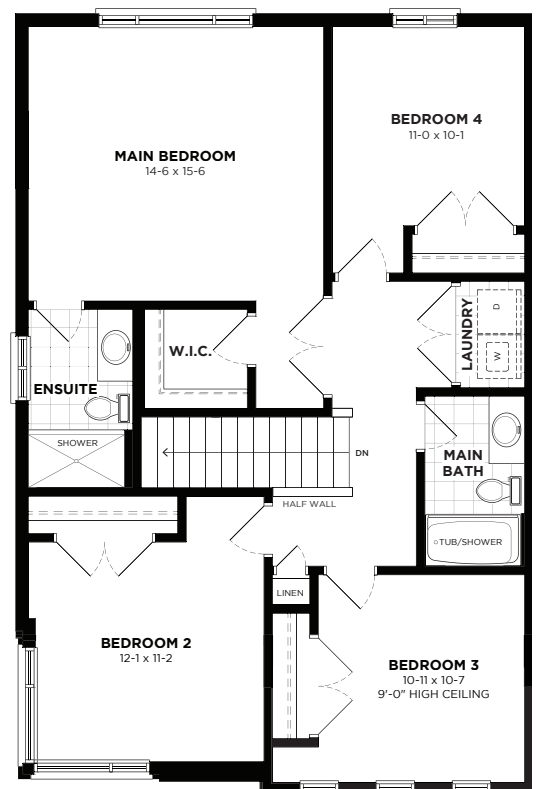 BEDROOM 4
11-0 x 10-1
MAIN BEDROOM
14-6 x 15-6
LAUNDRY
D
W
W.I.C.
ENSUITE
SHOWER
DN
MAIN
BATH
HALF WALL
TUB/SHOWER
LINEN
BEDROOM 2
12-1 x 11-2
BEDROOM 3
10-11 x 10-7
9'-0" HIGH CEILING